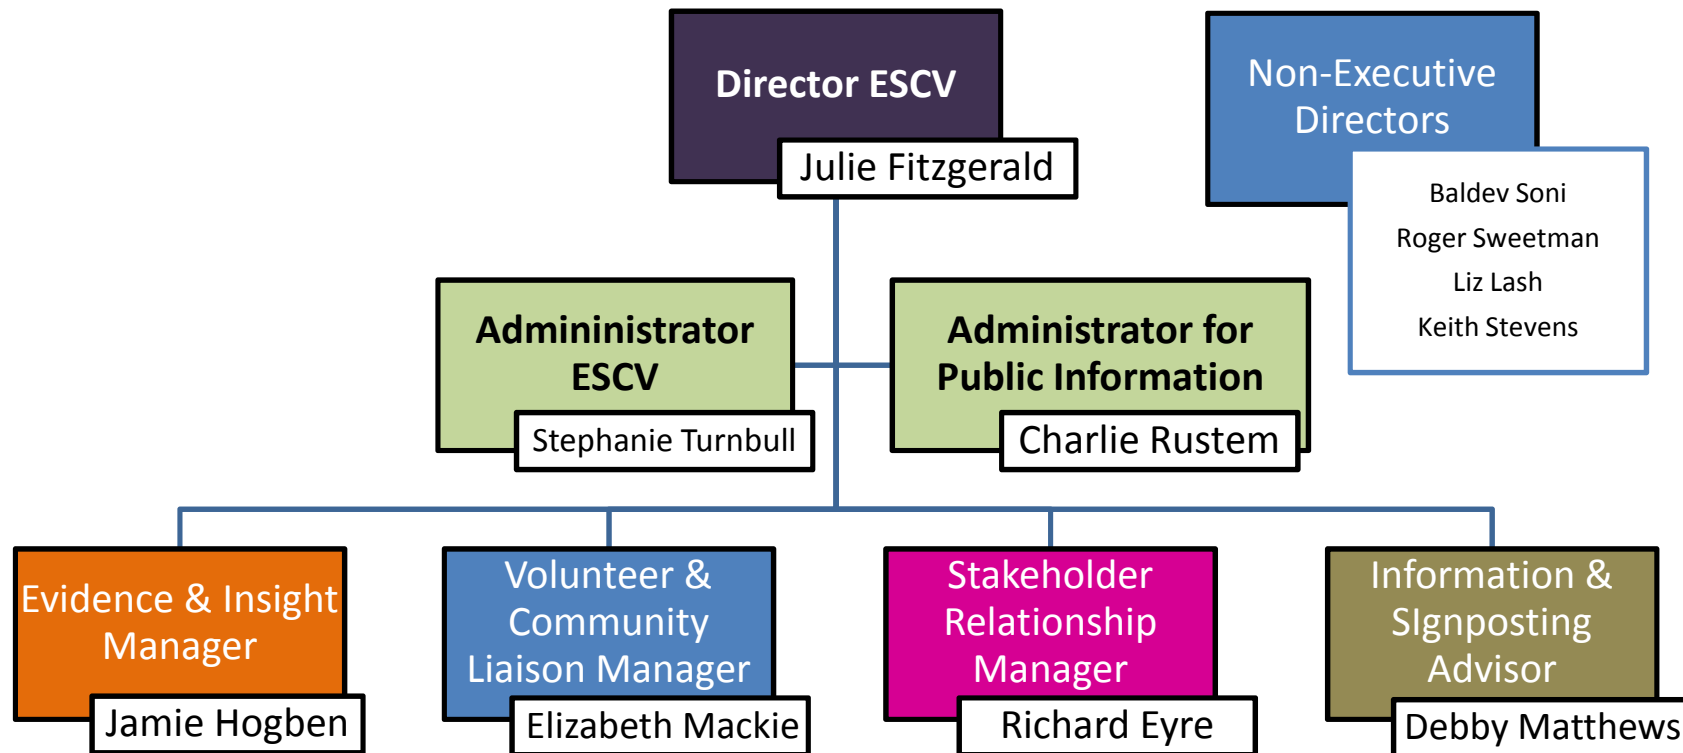 Director ESCV
Julie Fitzgerald
Non-Executive
Directors
Baldev Soni
Roger Sweetman
Liz Lash
Keith Stevens
Admininistrator
ESCV
Stephanie Turnbull
Administrator for
Public Information
Charlie Rustem
Evidence & Insight
Manager
Jamie Hogben
Volunteer &
Community
Liaison Manager
Elizabeth Mackie
Stakeholder
Relationship
Manager
Richard Eyre
Information &
SIgnposting
Advisor
Debby Matthews